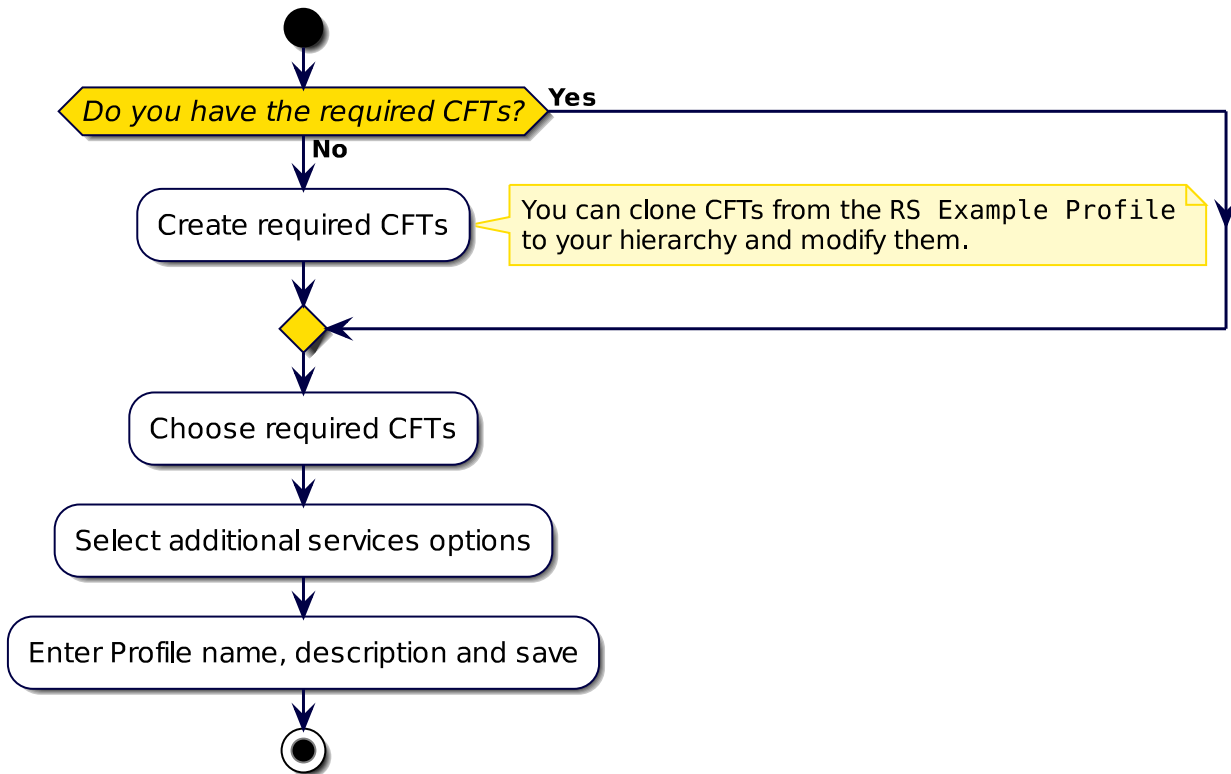 Do you have the required CFTs?
Yes
No
Create required CFTs
You can clone CFTs from the RS Example Profile
to your hierarchy and modify them.
Choose required CFTs
Select additional services options
Enter Profile name, description and save